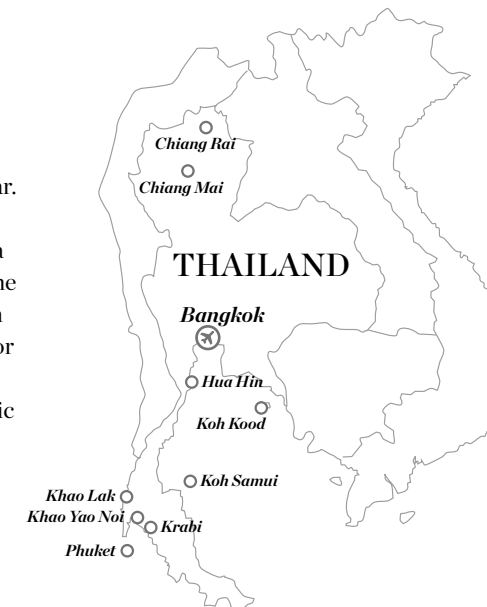 Chiang Rai
Chiang Mai
THAILAND
Bangkok
Hua Hin
Koh Kood
Koh Samui
Khao Lak
Khao Yao Noi
Krabi
Phuket